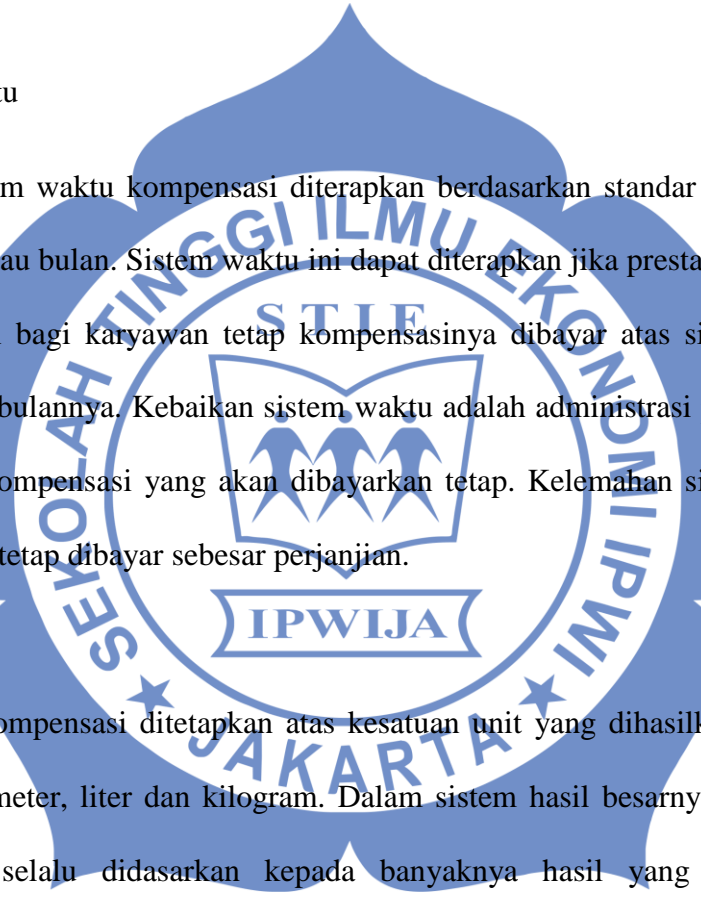 tu
m waktu kompensasi diterapkan berdasarkan standar
au bulan. Sistem waktu ini dapat diterapkan jika presta
bagi karyawan tetap kompensasinya dibayar atas si
bulannya. Kebaikan sistem waktu adalah administrasi
ompensasi yang akan dibayarkan tetap. Kelemahan si
tetap dibayar sebesar perjanjian.
ompensasi ditetapkan atas kesatuan unit yang dihasilk
meter, liter dan kilogram. Dalam sistem hasil besarny
selalu didasarkan kepada banyaknya hasil yang
SEKOLAH TINGGI ILMU EKONOMI IPWI
STIE
IPWIJA
★ JAKARTA ★